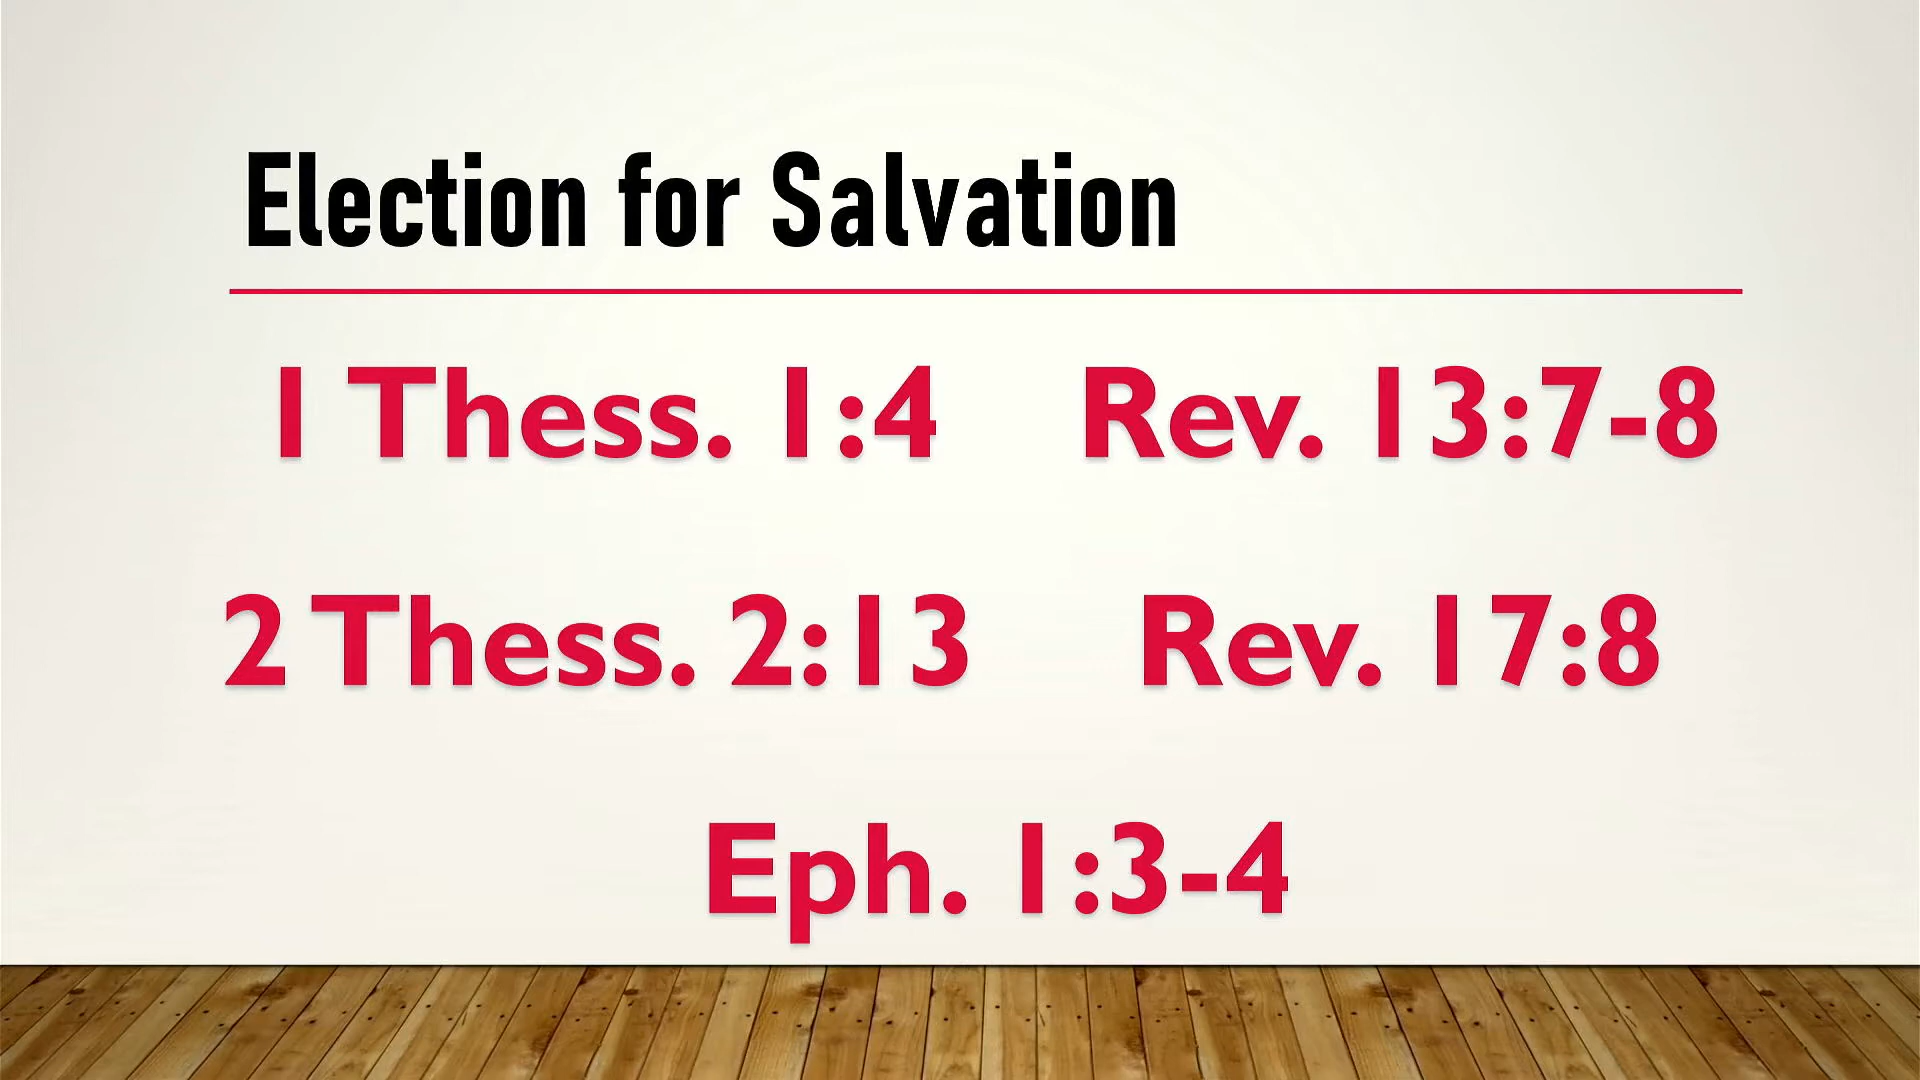 Election for Salvation
1 Thess. 1:4 Rev. 13:7-8
2 Thess. 2:13 Rev. 17:8
Eph. 1:3-4